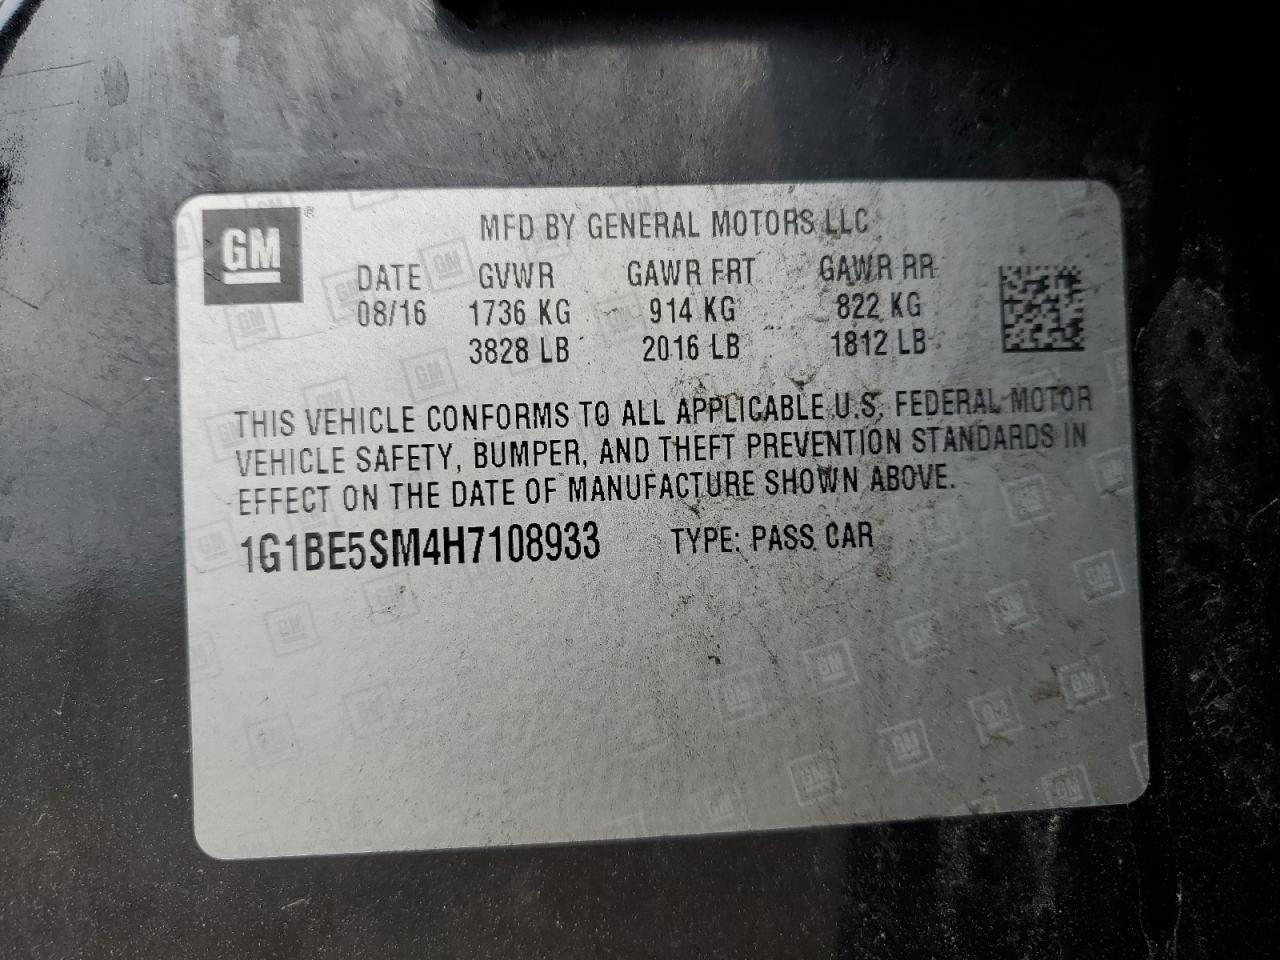 GM®
MFD BY GENERAL MOTORS LLC
DATE GVWR GAWR FRT GAWR RR
08/16 1736 KG 914 KG 822 KG
3828 LB 2016 LB 1812 LB
THIS VEHICLE CONFORMS TO ALL APPLICABLE U.S. FEDERAL MOTOR
VEHICLE SAFETY, BUMPER, AND THEFT PREVENTION STANDARDS IN
EFFECT ON THE DATE OF MANUFACTURE SHOWN ABOVE.
1G1BE5SM4H7108933 TYPE: PASS CAR